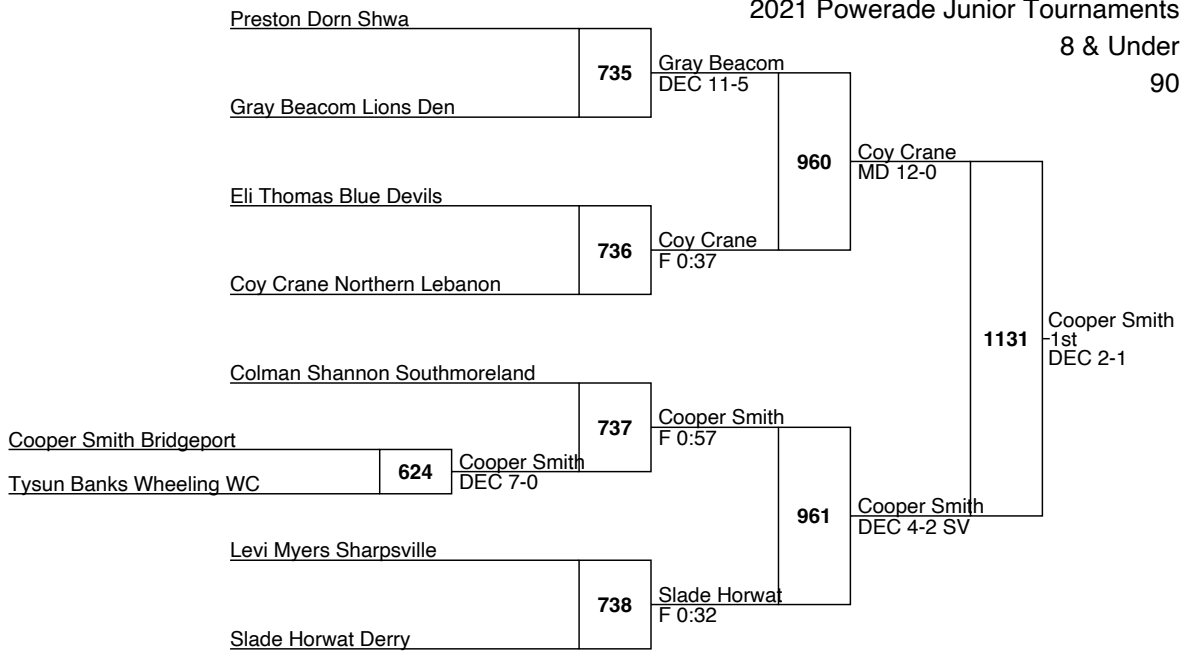 2021 Powerade Junior Tournaments
8 & Under
90
Preston Dorn Shwa
735
Gray Beacom
DEC 11-5
Gray Beacom Lions Den
960
Coy Crane
MD 12-0
Eli Thomas Blue Devils
736
Coy Crane
F 0:37
Coy Crane Northern Lebanon
1131
Cooper Smith
1st
DEC 2-1
Colman Shannon Southmoreland
737
Cooper Smith
F 0:57
Cooper Smith Bridgeport
624
Cooper Smith
DEC 7-0
Tysun Banks Wheeling WC
961
Cooper Smith
DEC 4-2 SV
Levi Myers Sharpsville
738
Slade Horwat
F 0:32
Slade Horwat Derry